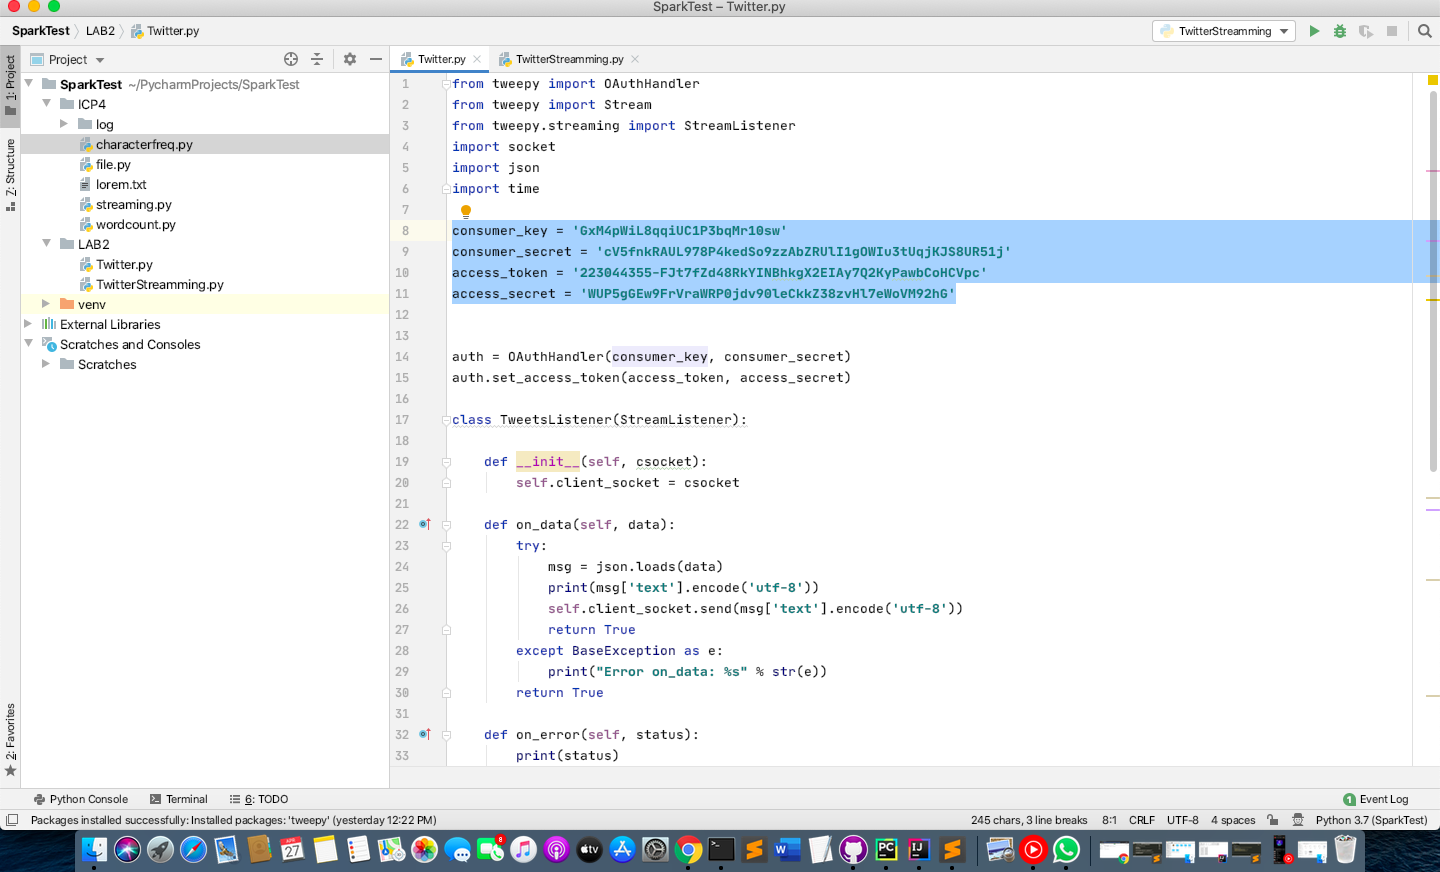 SparkTest – Twitter.py
SparkTest
LAB2
Twitter.py
TwitterStreamming
1: Project
Z: Structure
2: Favorites
Project
SparkTest ~/PycharmProjects/SparkTest
ICP4
log
characterfreq.py
file.py
lorem.txt
streaming.py
wordcount.py
LAB2
Twitter.py
TwitterStreamming.py
venv
External Libraries
Scratches and Consoles
Scratches
Twitter.py
TwitterStreamming.py
1 from tweepy import OAuthHandler
2 from tweepy import Stream
3 from tweepy.streaming import StreamListener
4 import socket
5 import json
6 import time
7
8 consumer_key = 'GxM4pWiL8qqiUC1P3bqMr10sw'
9 consumer_secret = 'cV5fnkRAUL978P4kedSo9zzAbZRUlI1gOWIu3tUqjKJS8UR51j'
10 access_token = '223044355-FJt7fZd48RkYINBhkgX2EIAy7Q2KyPawbCoHCVpc'
11 access_secret = 'WUP5gGEw9FrVraWRP0jdv90leCkkZ38zvHl7eWoVM92hG'
12
13
14 auth = OAuthHandler(consumer_key, consumer_secret)
15 auth.set_access_token(access_token, access_secret)
16
17 class TweetsListener(StreamListener):
18
19 def __init__(self, csocket):
20 self.client_socket = csocket
21
22 def on_data(self, data):
23 try:
24 msg = json.loads(data)
25 print(msg['text'].encode('utf-8'))
26 self.client_socket.send(msg['text'].encode('utf-8'))
27 return True
28 except BaseException as e:
29 print("Error on_data: %s" % str(e))
30 return True
31
32 def on_error(self, status):
33 print(status)
Python Console
Terminal
6: TODO
1 Event Log
Packages installed successfully: Installed packages: 'tweepy' (yesterday 12:22 PM)
245 chars, 3 line breaks
8:1
CRLF
UTF-8
4 spaces
Python 3.7 (SparkTest)
APR
27
8
tv
PC
IJ